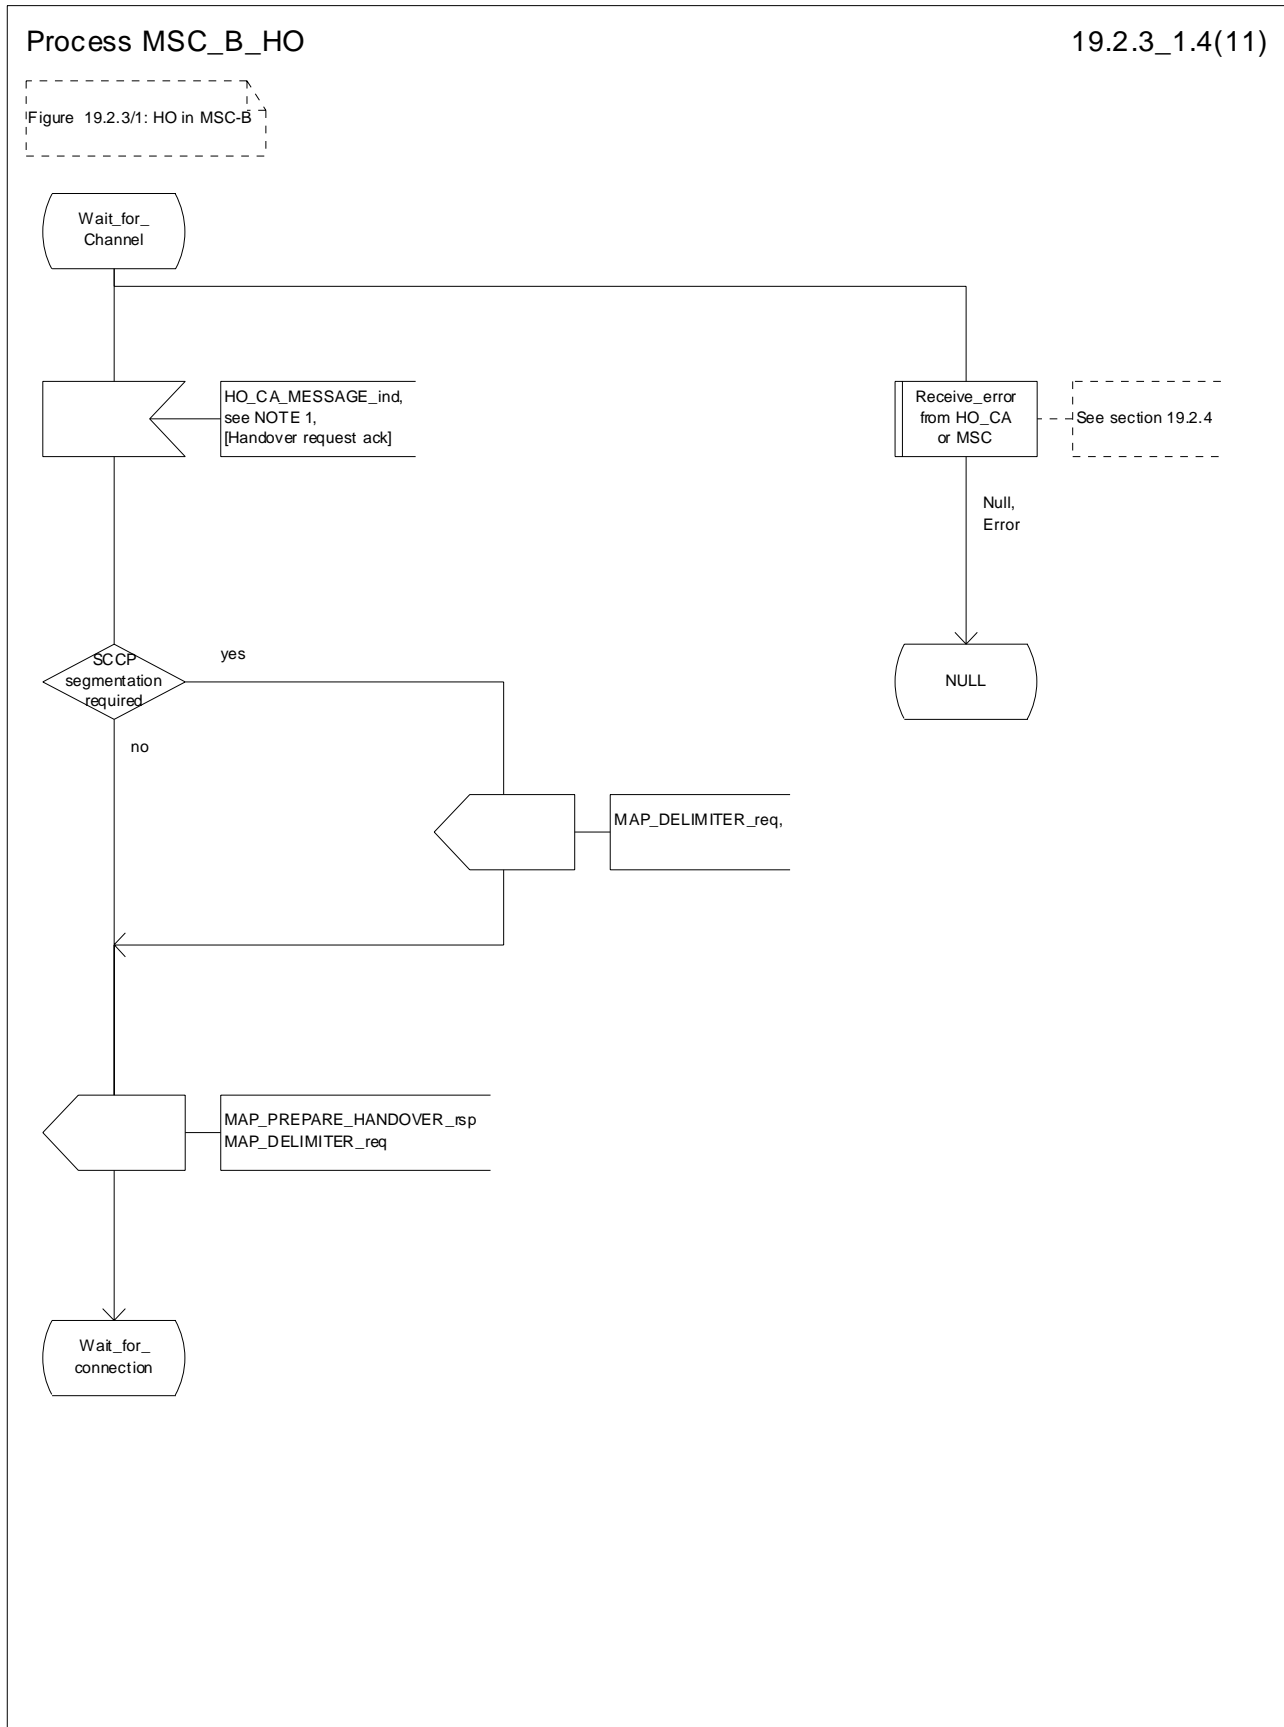 Process MSC_B_HO
19.2.3_1.4(11)
Figure 19.2.3/1: HO in MSC-B
Wait_for_
Channel
HO_CA_MESSAGE_ind,
see NOTE 1,
[Handover request ack]
Receive_error
from HO_CA
or MSC
See section 19.2.4
Null,
Error
SCCP
segmentation
required
yes
NULL
no
MAP_DELIMITER_req,
MAP_PREPARE_HANDOVER_rsp
MAP_DELIMITER_req
Wait_for_
connection